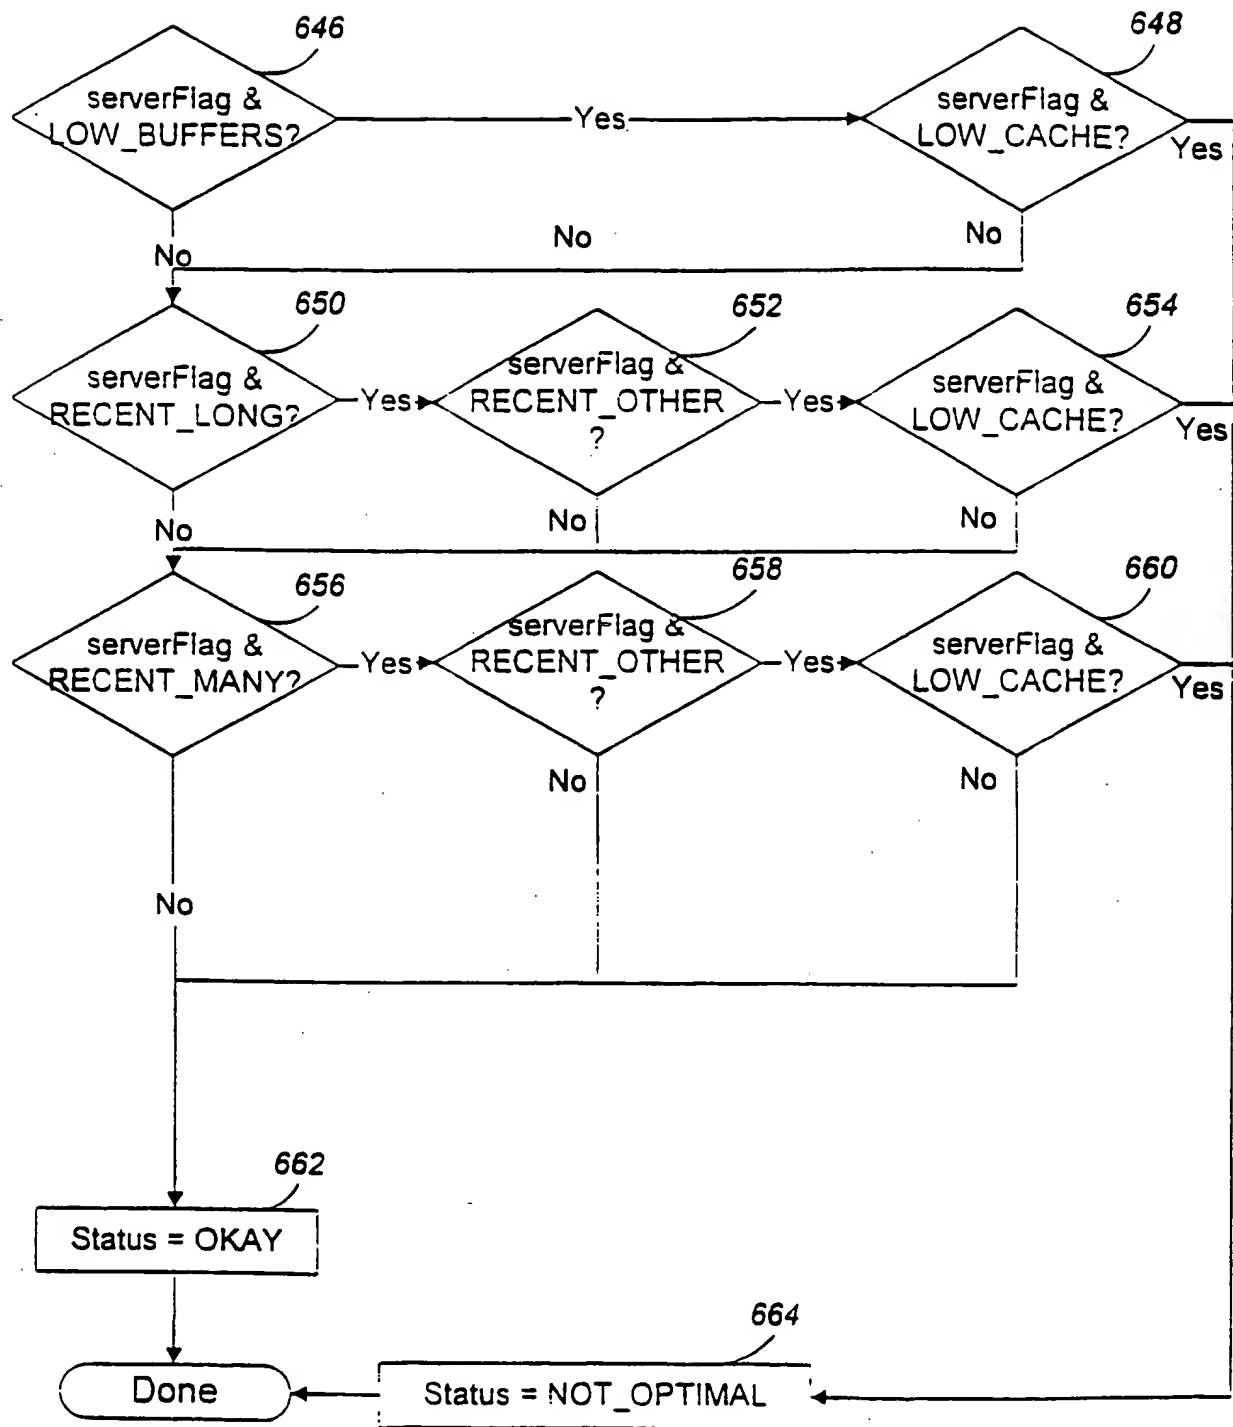 646
648
serverFlag &
LOW_BUFFERS?
Yes
serverFlag &
LOW_CACHE?
Yes
No
No
No
650
652
654
serverFlag &
RECENT_LONG?
Yes
serverFlag &
RECENT_OTHER
?
Yes
serverFlag &
LOW_CACHE?
Yes
No
No
No
656
658
660
serverFlag &
RECENT_MANY?
Yes
serverFlag &
RECENT_OTHER
?
Yes
serverFlag &
LOW_CACHE?
Yes
No
No
No
662
Status = OKAY
664
Done
Status = NOT_OPTIMAL